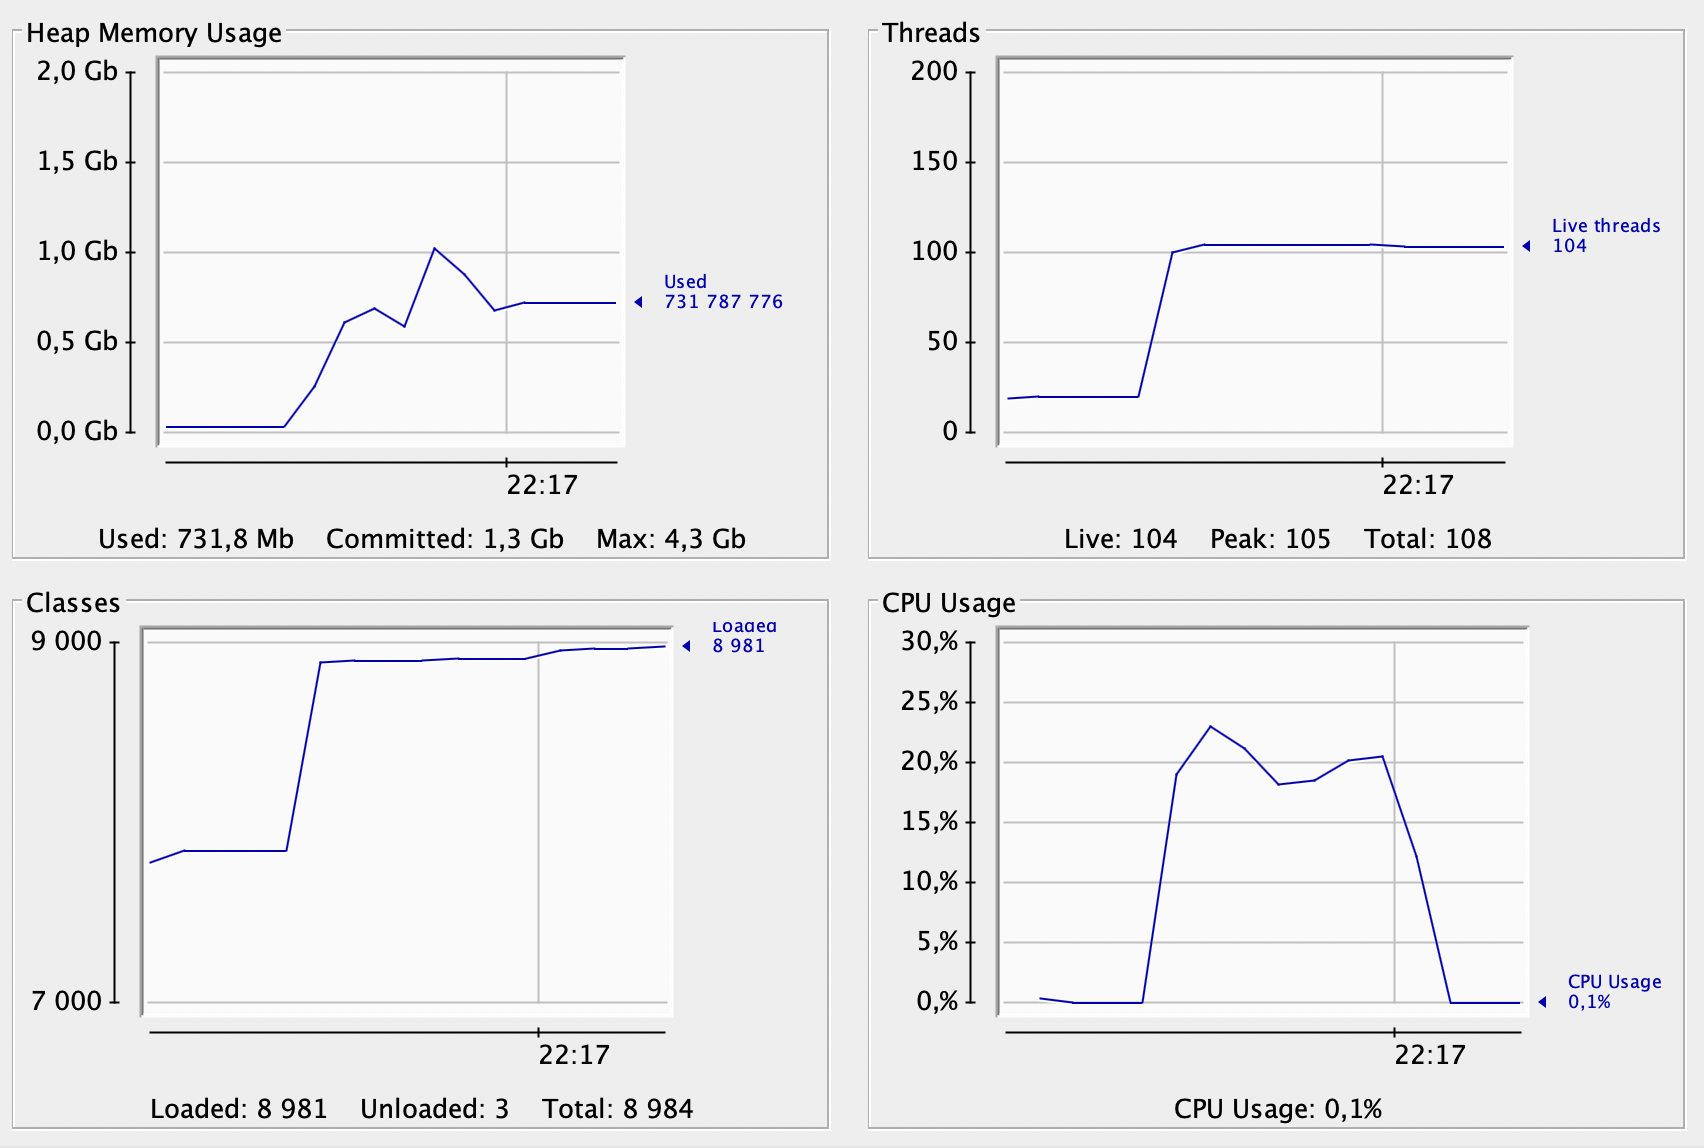 Heap Memory Usage
2,0 Gb
1,5 Gb
1,0 Gb
0,5 Gb
0,0 Gb
Used
731 787 776
22:17
Used: 731,8 Mb Committed: 1,3 Gb Max: 4,3 Gb
Threads
200
150
100
50
0
Live threads
104
22:17
Live: 104 Peak: 105 Total: 108
Classes
9 000
7 000
Loaded
8 981
22:17
Loaded: 8 981 Unloaded: 3 Total: 8 984
CPU Usage
30,%
25,%
20,%
15,%
10,%
5,%
0,%
CPU Usage
0,1%
22:17
CPU Usage: 0,1%